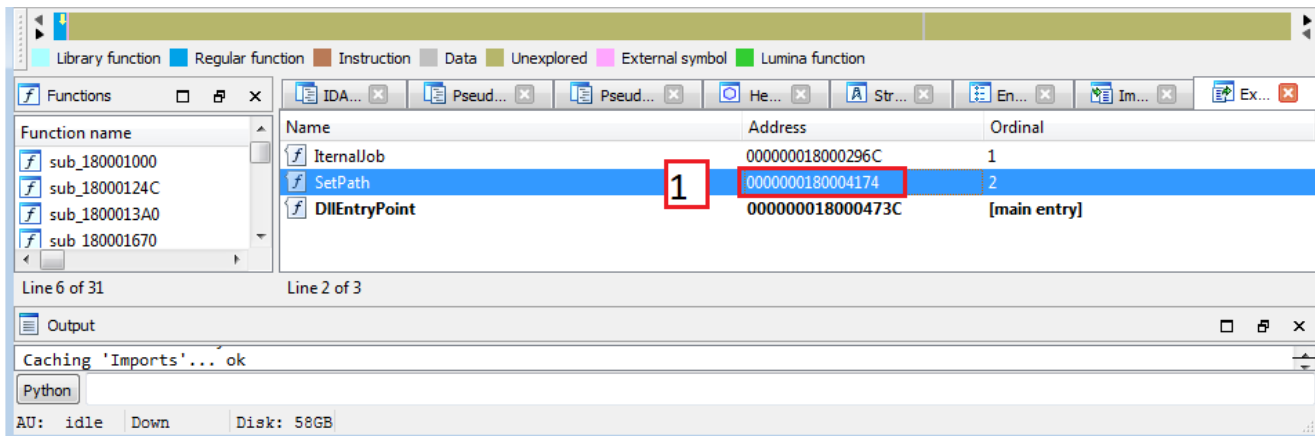 Library function Regular function Instruction Data Unexplored External symbol Lumina function
Functions
IDA... Pseud... Pseud... He... Str... En... Im... Ex...
Function name
sub_180001000
sub_18000124C
sub_1800013A0
sub_180001670
Line 6 of 31
Name Address Ordinal
IternalJob 000000018000296C 1
SetPath 1 0000000180004174 2
DllEntryPoint 000000018000473C [main entry]
Line 2 of 3
Output
Caching 'Imports'... ok
Python
AU: idle Down Disk: 58GB